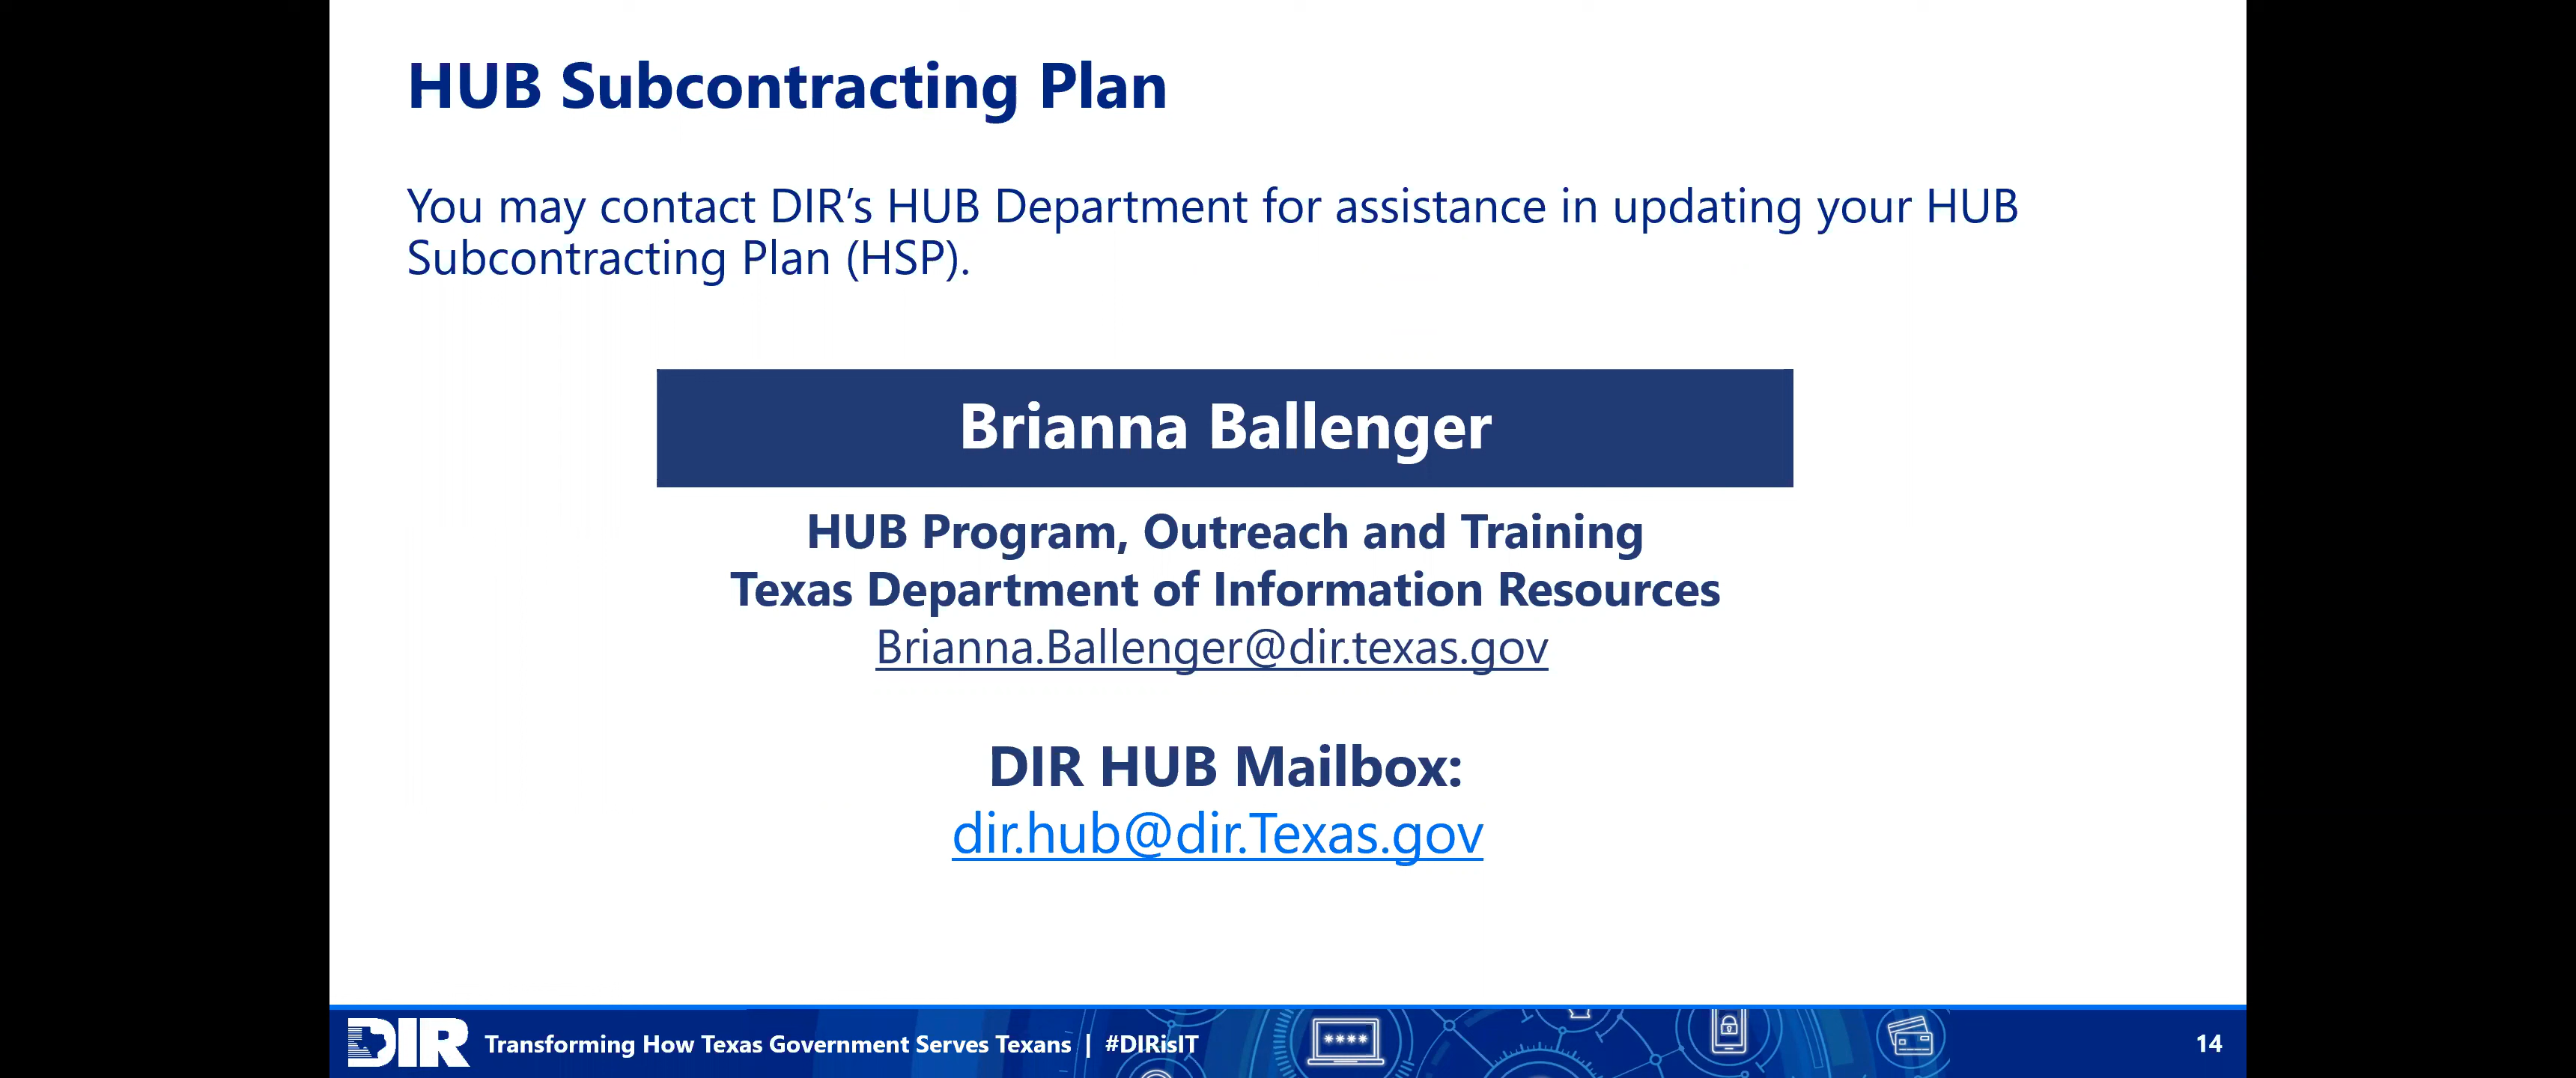 HUB Subcontracting Plan
You may contact DIR’s HUB Department for assistance in updating your HUB
Subcontracting Plan (HSP).
Brianna Ballenger
HUB Program, Outreach and Training
Texas Department of Information Resources
Brianna.Ballenger@dir.texas.gov
DIR HUB Mailbox:
dir.hub@dir.Texas.gov
DIR Transforming How Texas Government Serves Texans | #DIRisIT
****
14